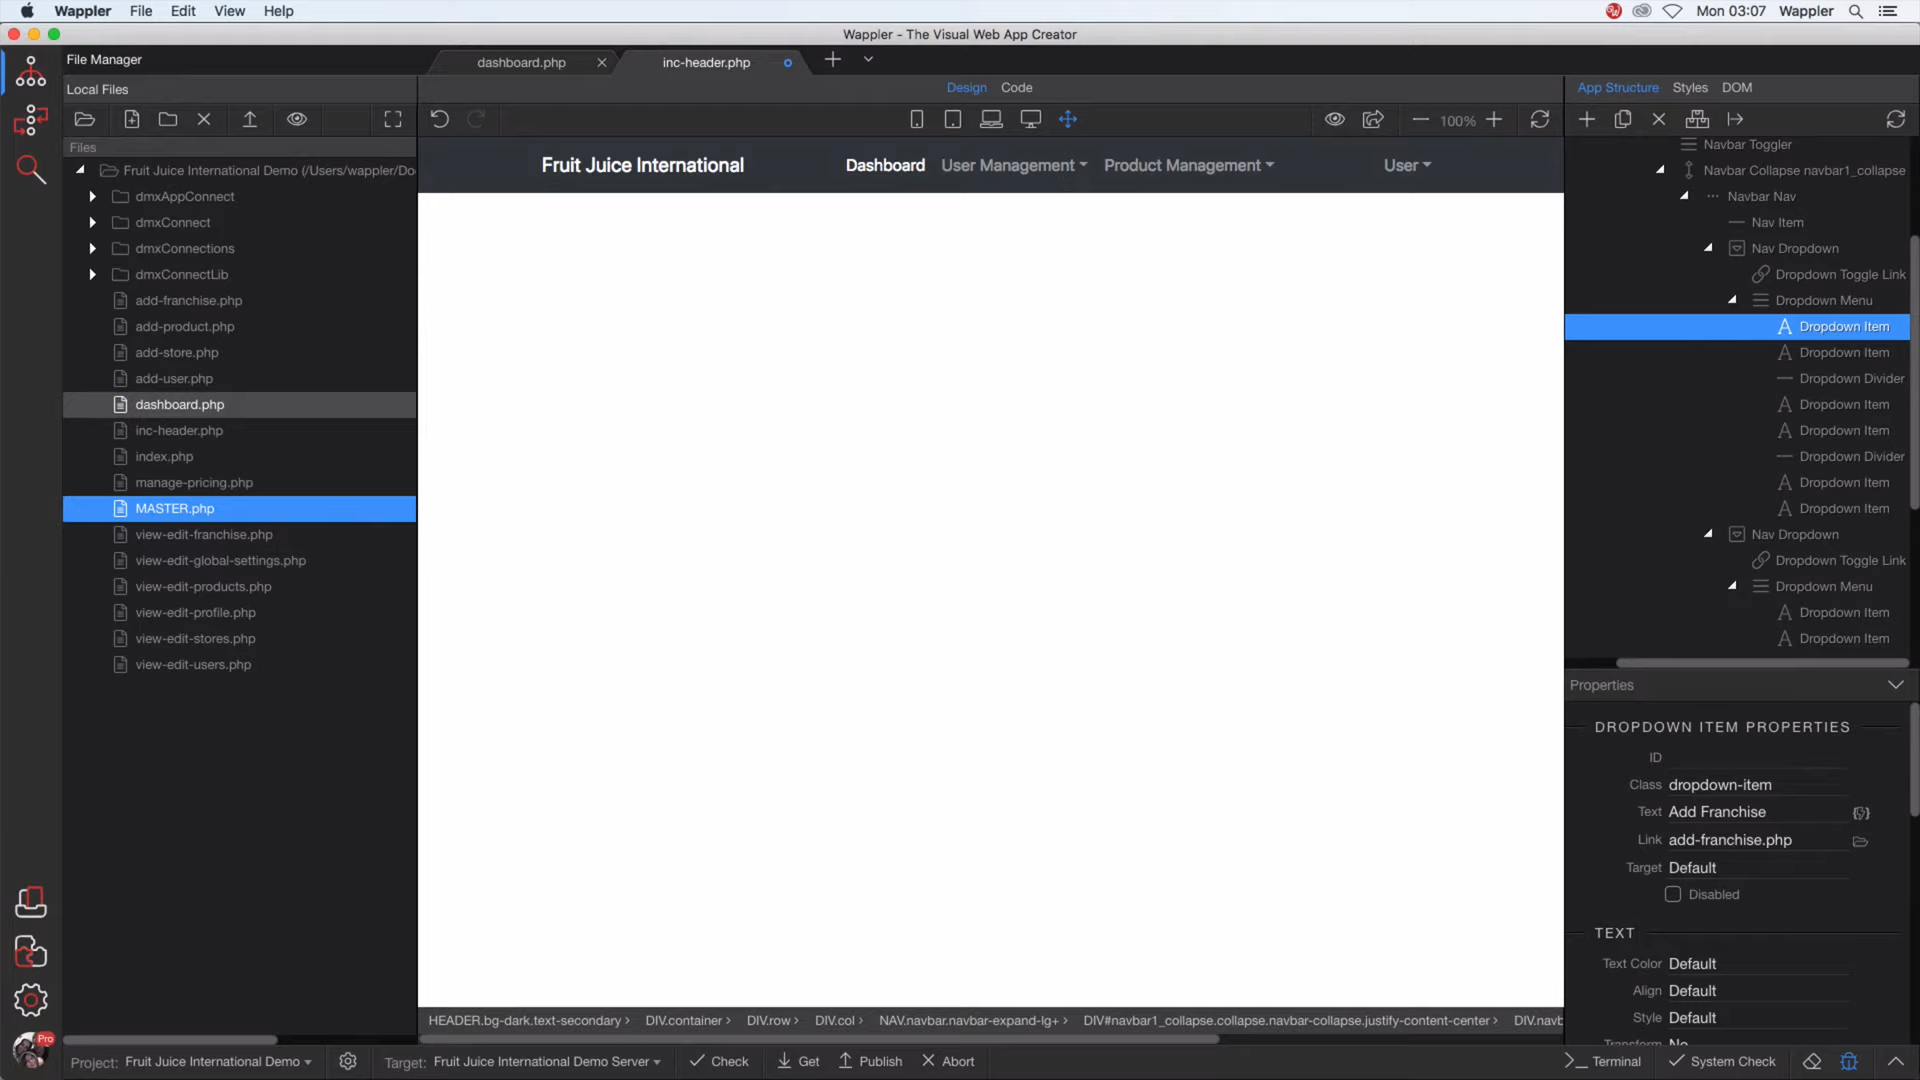 Wappler File Edit View Help
Mon 03:07 Wappler
Wappler - The Visual Web App Creator
File Manager
dashboard.php
inc-header.php
Local Files
Design Code
App Structure Styles DOM
100%
Files
Fruit Juice International Demo (/Users/wappler/Do
dmxAppConnect
dmxConnect
dmxConnections
dmxConnectLib
add-franchise.php
add-product.php
add-store.php
add-user.php
dashboard.php
inc-header.php
index.php
manage-pricing.php
MASTER.php
view-edit-franchise.php
view-edit-global-settings.php
view-edit-products.php
view-edit-profile.php
view-edit-stores.php
view-edit-users.php
Fruit Juice International Dashboard User Management Product Management User
Navbar Toggler
Navbar Collapse navbar1_collapse
Navbar Nav
Nav Item
Nav Dropdown
Dropdown Toggle Link
Dropdown Menu
Dropdown Item
Dropdown Item
Dropdown Divider
Dropdown Item
Dropdown Item
Dropdown Divider
Dropdown Item
Dropdown Item
Nav Dropdown
Dropdown Toggle Link
Dropdown Menu
Dropdown Item
Dropdown Item
Properties
DROPDOWN ITEM PROPERTIES
ID
Class dropdown-item
Text Add Franchise
Link add-franchise.php
Target Default
Disabled
TEXT
Text Color Default
Align Default
Style Default
HEADER.bg-dark.text-secondary DIV.container DIV.row DIV.col NAV.navbar.navbar-expand-lg+ DIV#navbar1_collapse.collapse.navbar-collapse.justify-content-center DIV.navb
Pro
Project: Fruit Juice International Demo
Target: Fruit Juice International Demo Server
Check Get Publish Abort
Terminal System Check